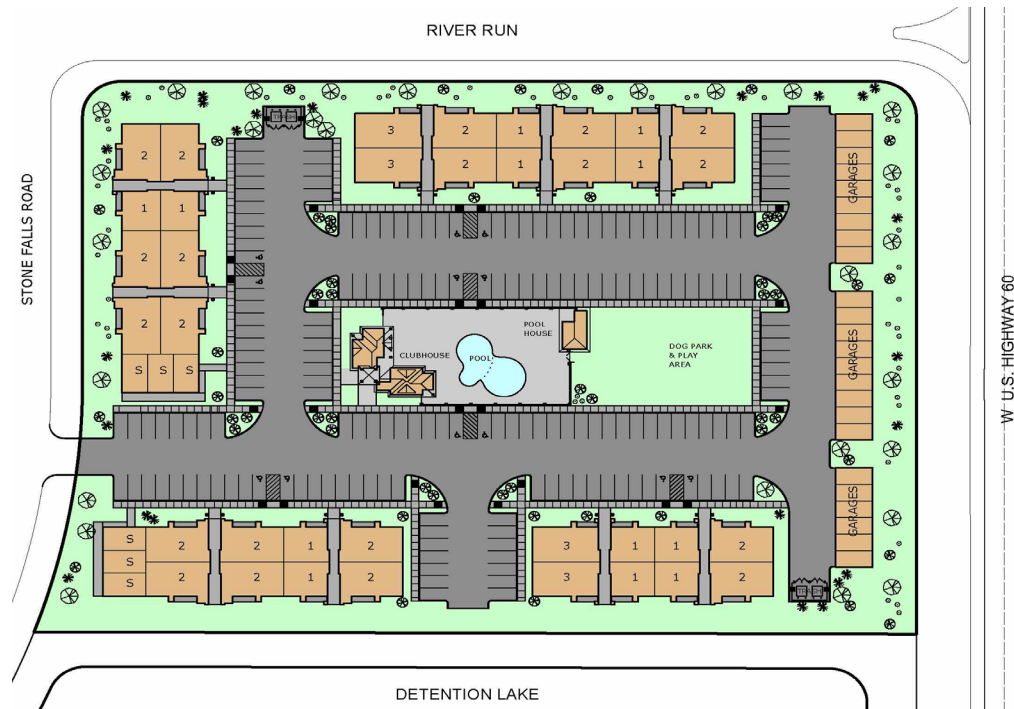 RIVER RUN
STONE FALLS ROAD
W U.S. HIGHWAY 60
TRASH
3 2 1 2 1 2
3 2 1 2 1 2
GARAGES
2 2
1 1
2 2
2 2
S S S
POOL
HOUSE
CLUBHOUSE
POOL
DOG PARK
& PLAY
AREA
GARAGES
GARAGES
S
S
S
2 2 1 2
2 2 1 2
3 1 1 2
3 1 1 2
TRASH
DETENTION LAKE